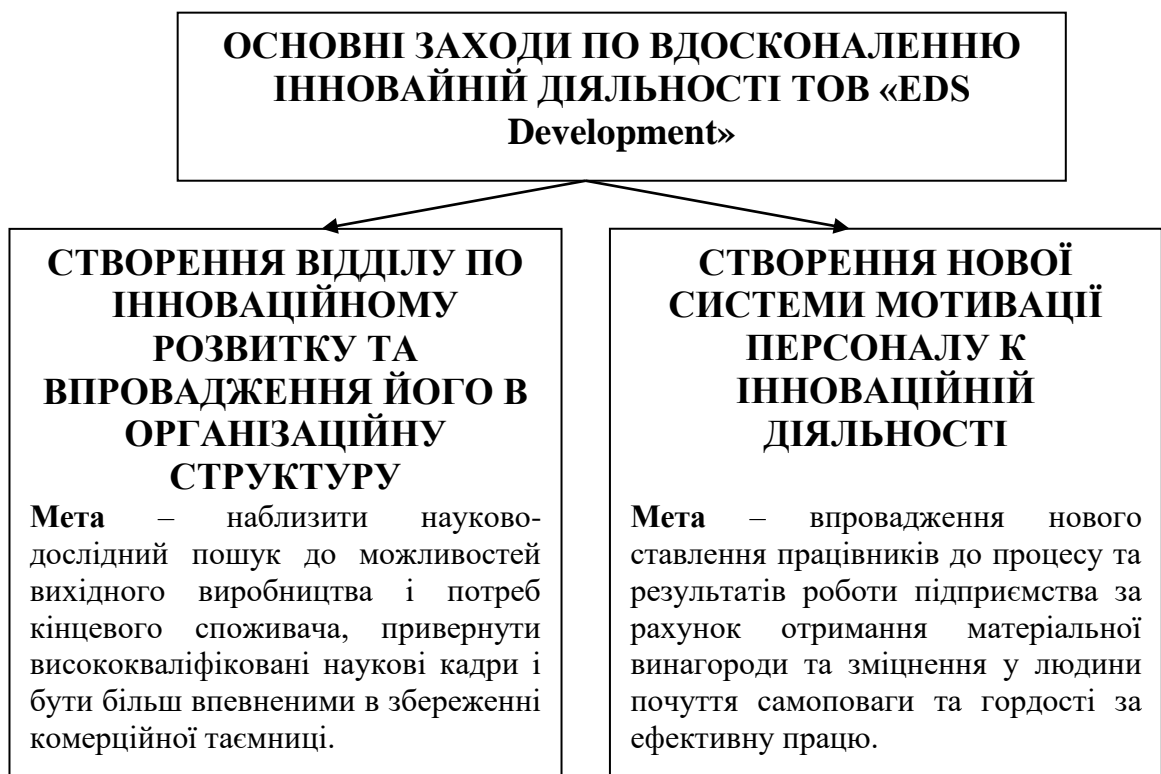 ОСНОВНІ ЗАХОДИ ПО ВДОСКОНАЛЕННЮ
ІННОВАЙНІЙ ДІЯЛЬНОСТІ ТОВ «EDS
Development»
СТВОРЕННЯ ВІДДІЛУ ПО
ІННОВАЦІЙНОМУ
РОЗВИТКУ ТА
ВПРОВАДЖЕННЯ ЙОГО В
ОРГАНІЗАЦІЙНУ
СТРУКТУРУ
Мета – наблизити науково-
дослідний пошук до можливостей
вихідного виробництва і потреб
кінцевого споживача, привернути
висококваліфіковані наукові кадри і
бути більш впевненими в збереженні
комерційної таємниці.
СТВОРЕННЯ НОВОЇ
СИСТЕМИ МОТИВАЦІЇ
ПЕРСОНАЛУ К
ІННОВАЦІЙНІЙ
ДІЯЛЬНОСТІ
Мета – впровадження нового
ставлення працівників до процесу та
результатів роботи підприємства за
рахунок отримання матеріальної
винагороди та зміцнення у людини
почуття самоповаги та гордості за
ефективну працю.